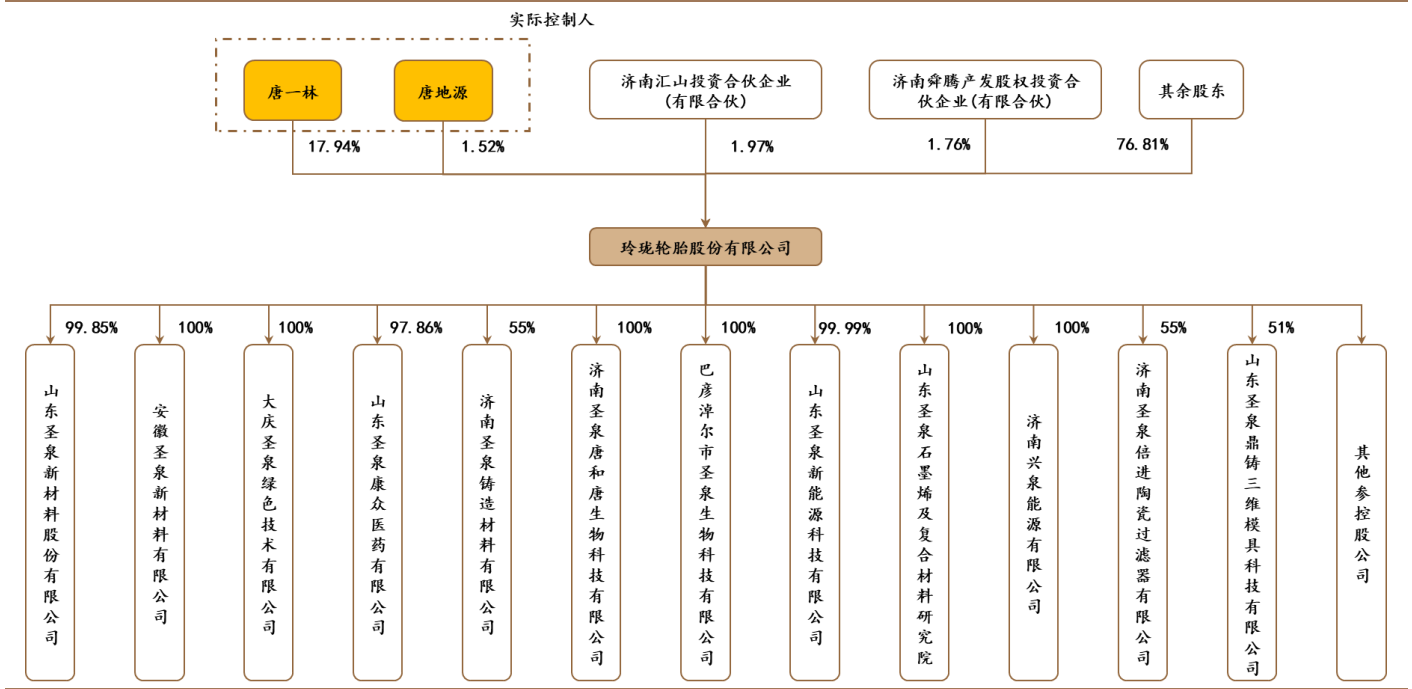 实际控制人
唐一林
唐地源
济南汇山投资合伙企业
(有限合伙)
济南舜腾产发股权投资合
伙企业(有限合伙)
其余股东
17.94%
1.52%
1.97%
1.76%
76.81%
玲珑轮胎股份有限公司
99.85%
100%
100%
97.86%
55%
100%
100%
99.99%
100%
100%
55%
51%
山东圣泉新材料股份有限公司
安徽圣泉新材料有限公司
大庆圣泉绿色技术有限公司
山东圣泉康众医药有限公司
济南圣泉铸造材料有限公司
济南圣泉唐和唐生物科技有限公司
巴彦淖尔市圣泉生物科技有限公司
山东圣泉新能源科技有限公司
山东圣泉石墨烯及复合材料研究院
济南兴泉能源有限公司
济南圣泉倍进陶瓷过滤器有限公司
山东圣泉鼎铸三维模具科技有限公司
其他参控股公司